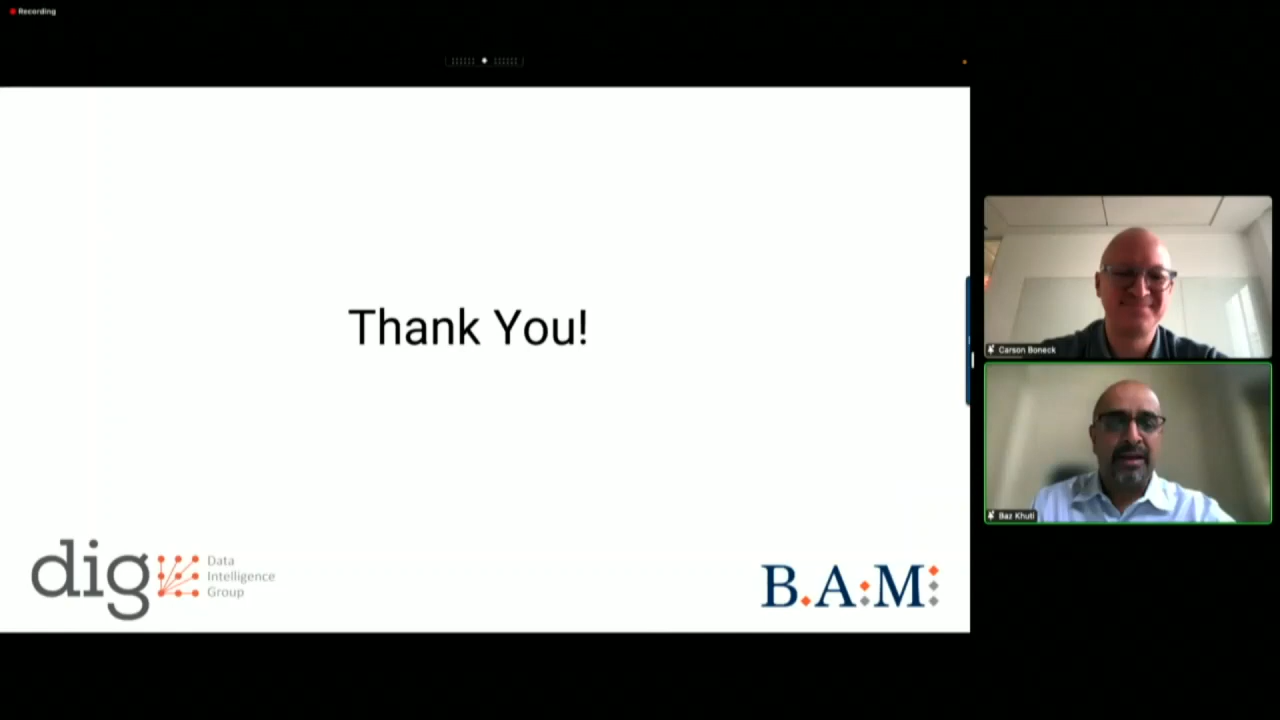 Recording
Thank You!
dig
Data
Intelligence
Group
B.A.M
Carson Boneck
Baz Khuti